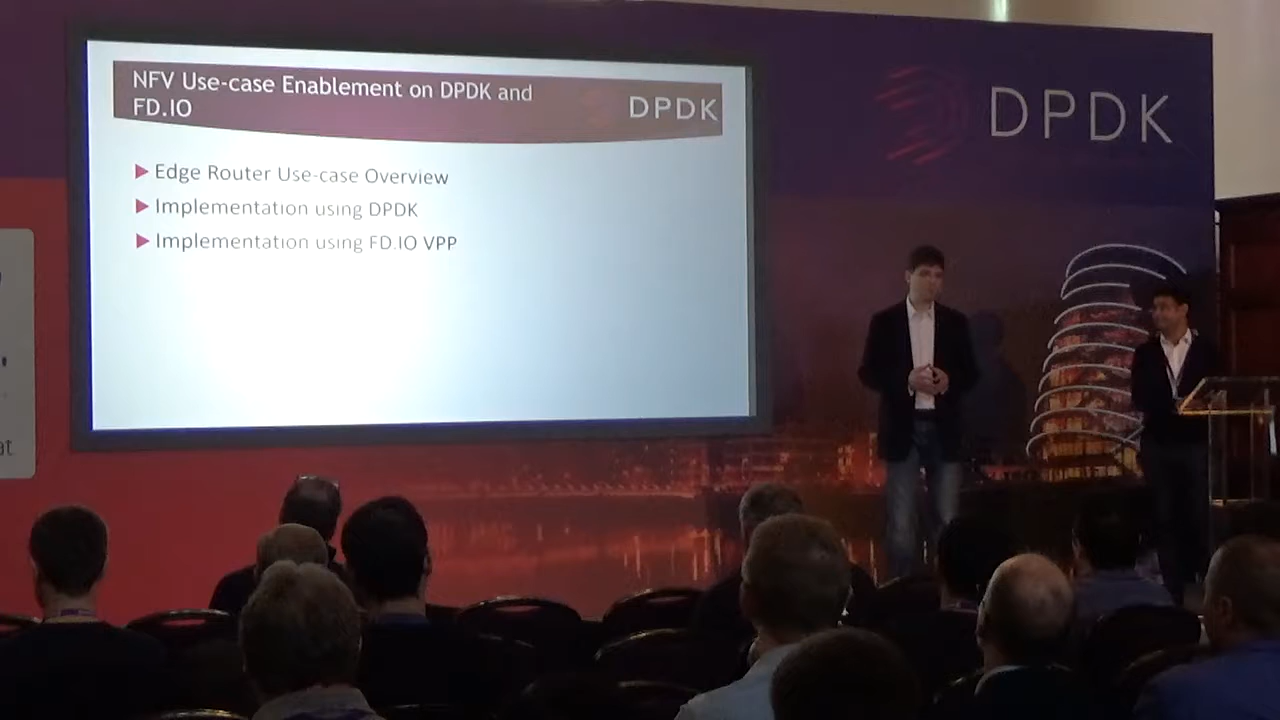 NFV Use-case Enablement on DPDK and
FD.IO
DPDK
Edge Router Use-case Overview
Implementation using DPDK
Implementation using FD.IO VPP
DPDK
at